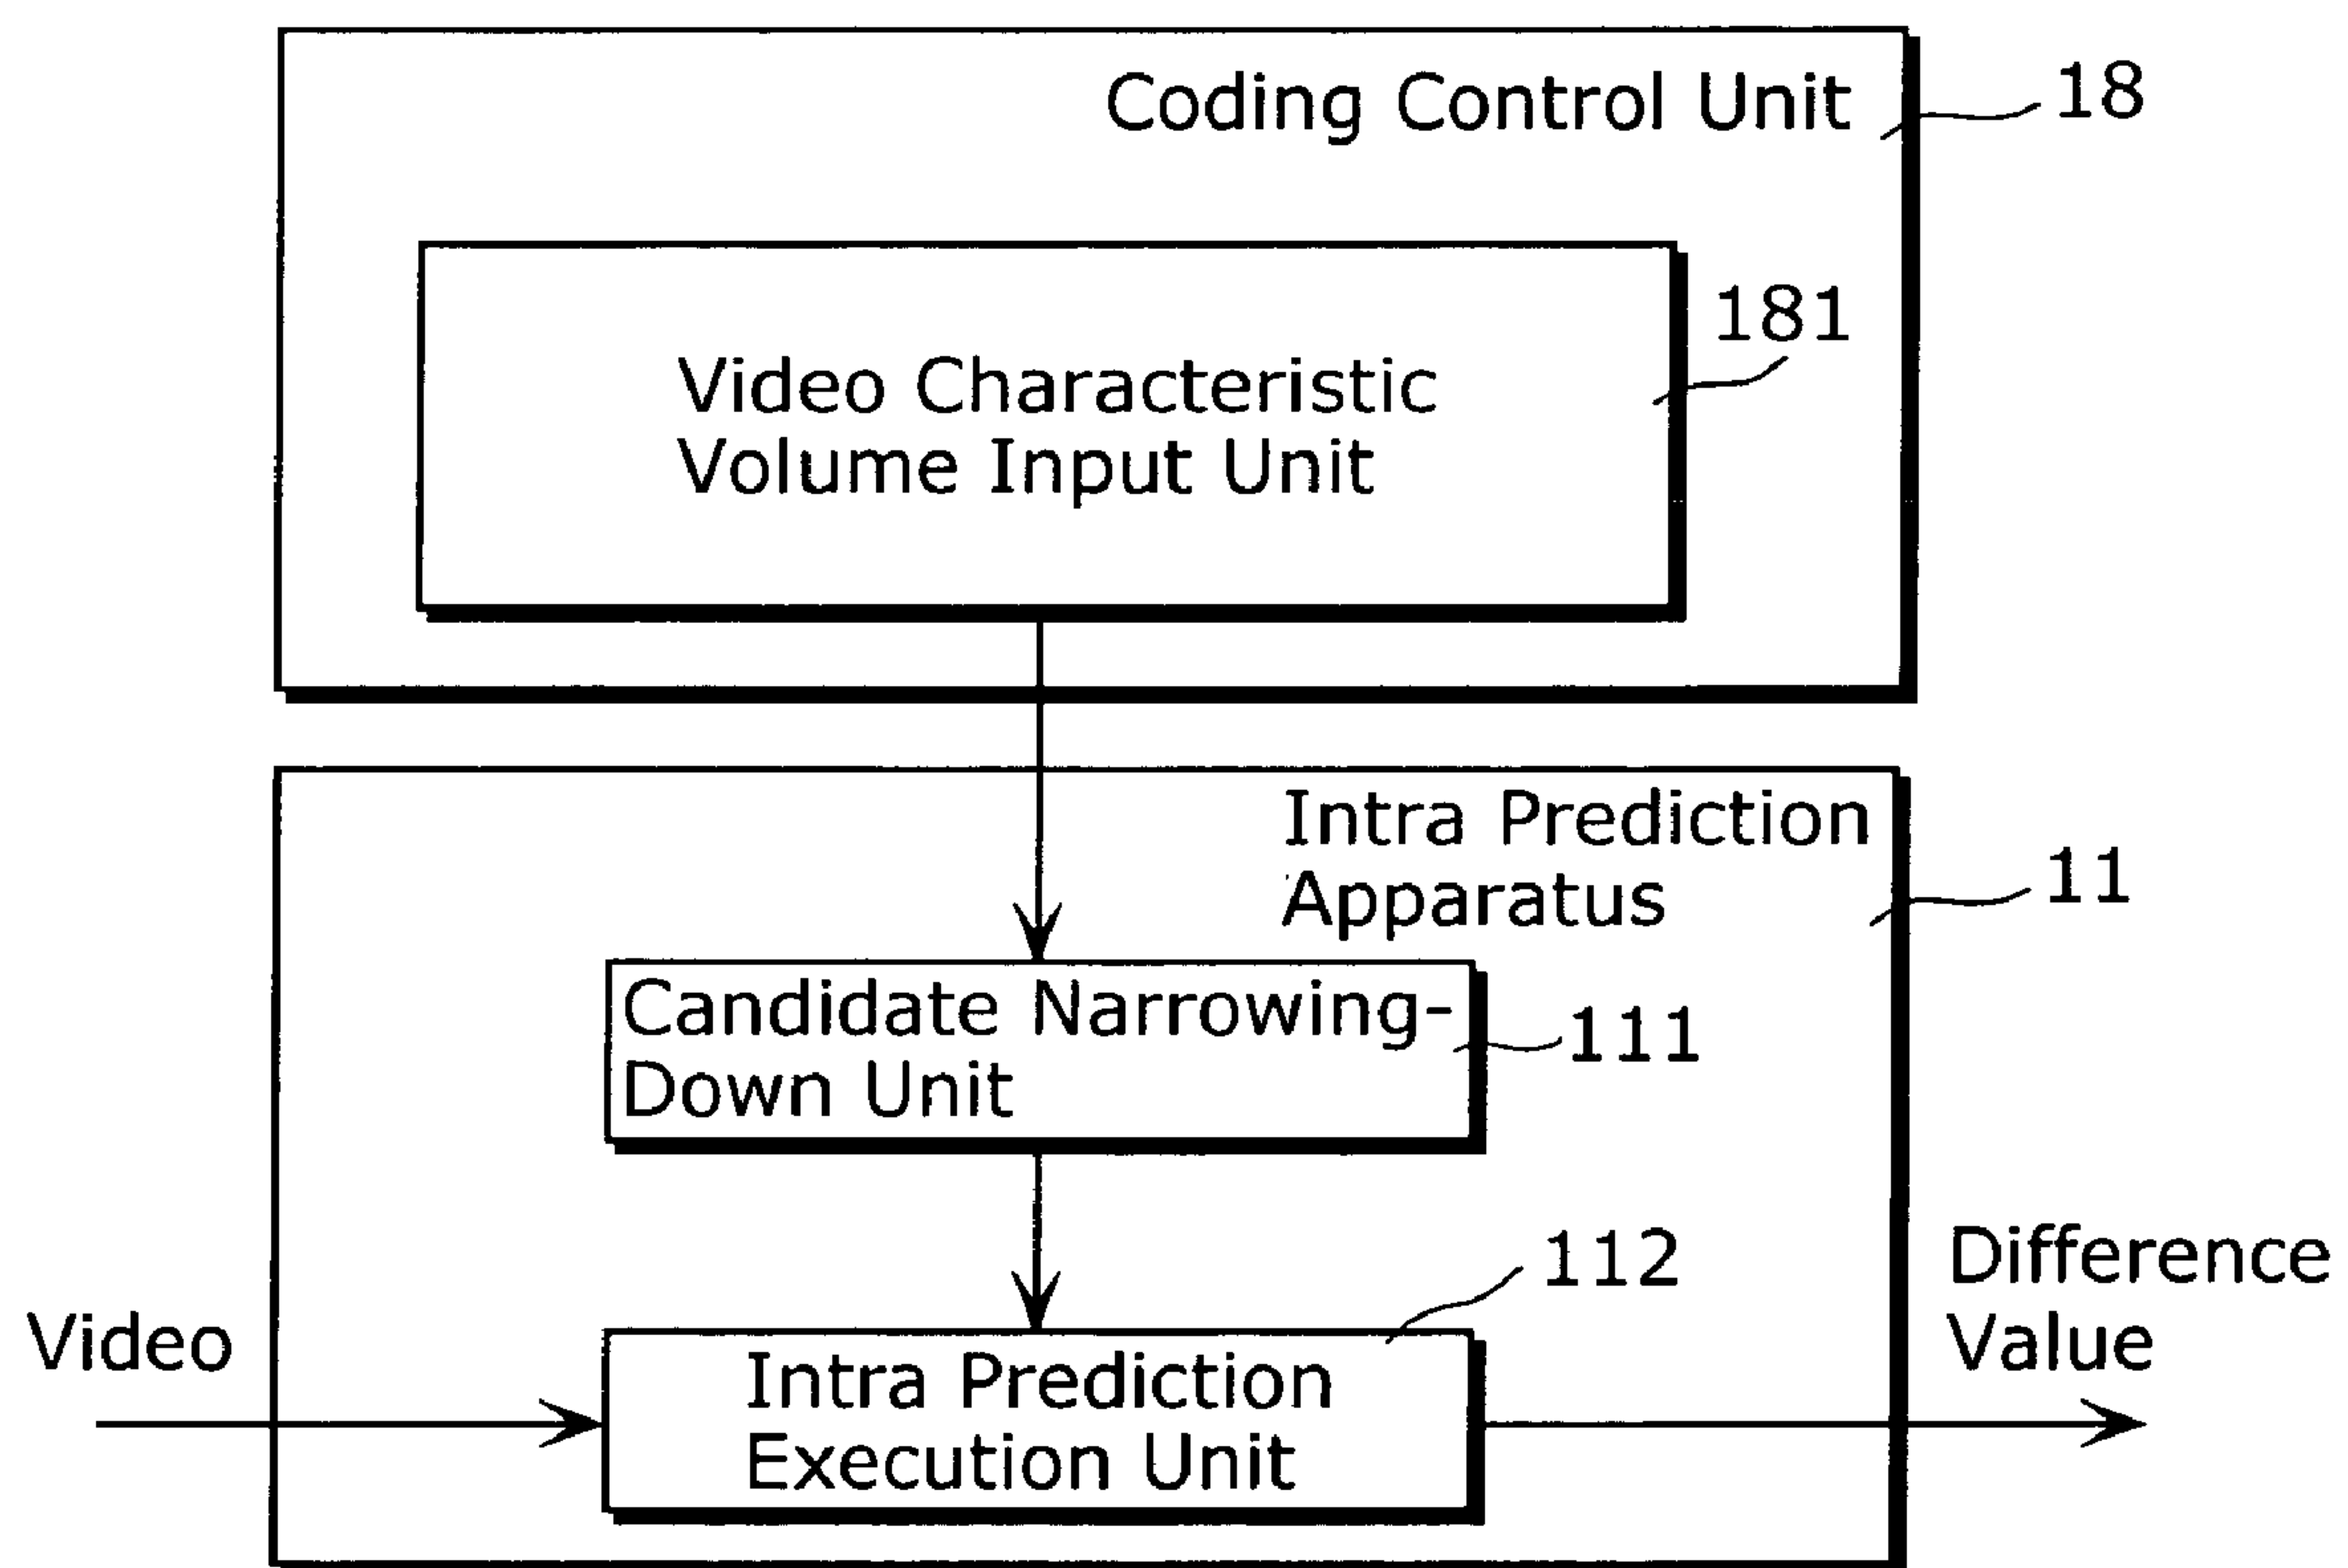 Coding Control Unit
18
181
Video Characteristic
Volume Input Unit
Intra Prediction
Apparatus
11
Candidate Narrowing-
Down Unit
111
112
Difference
Value
Video
Intra Prediction
Execution Unit